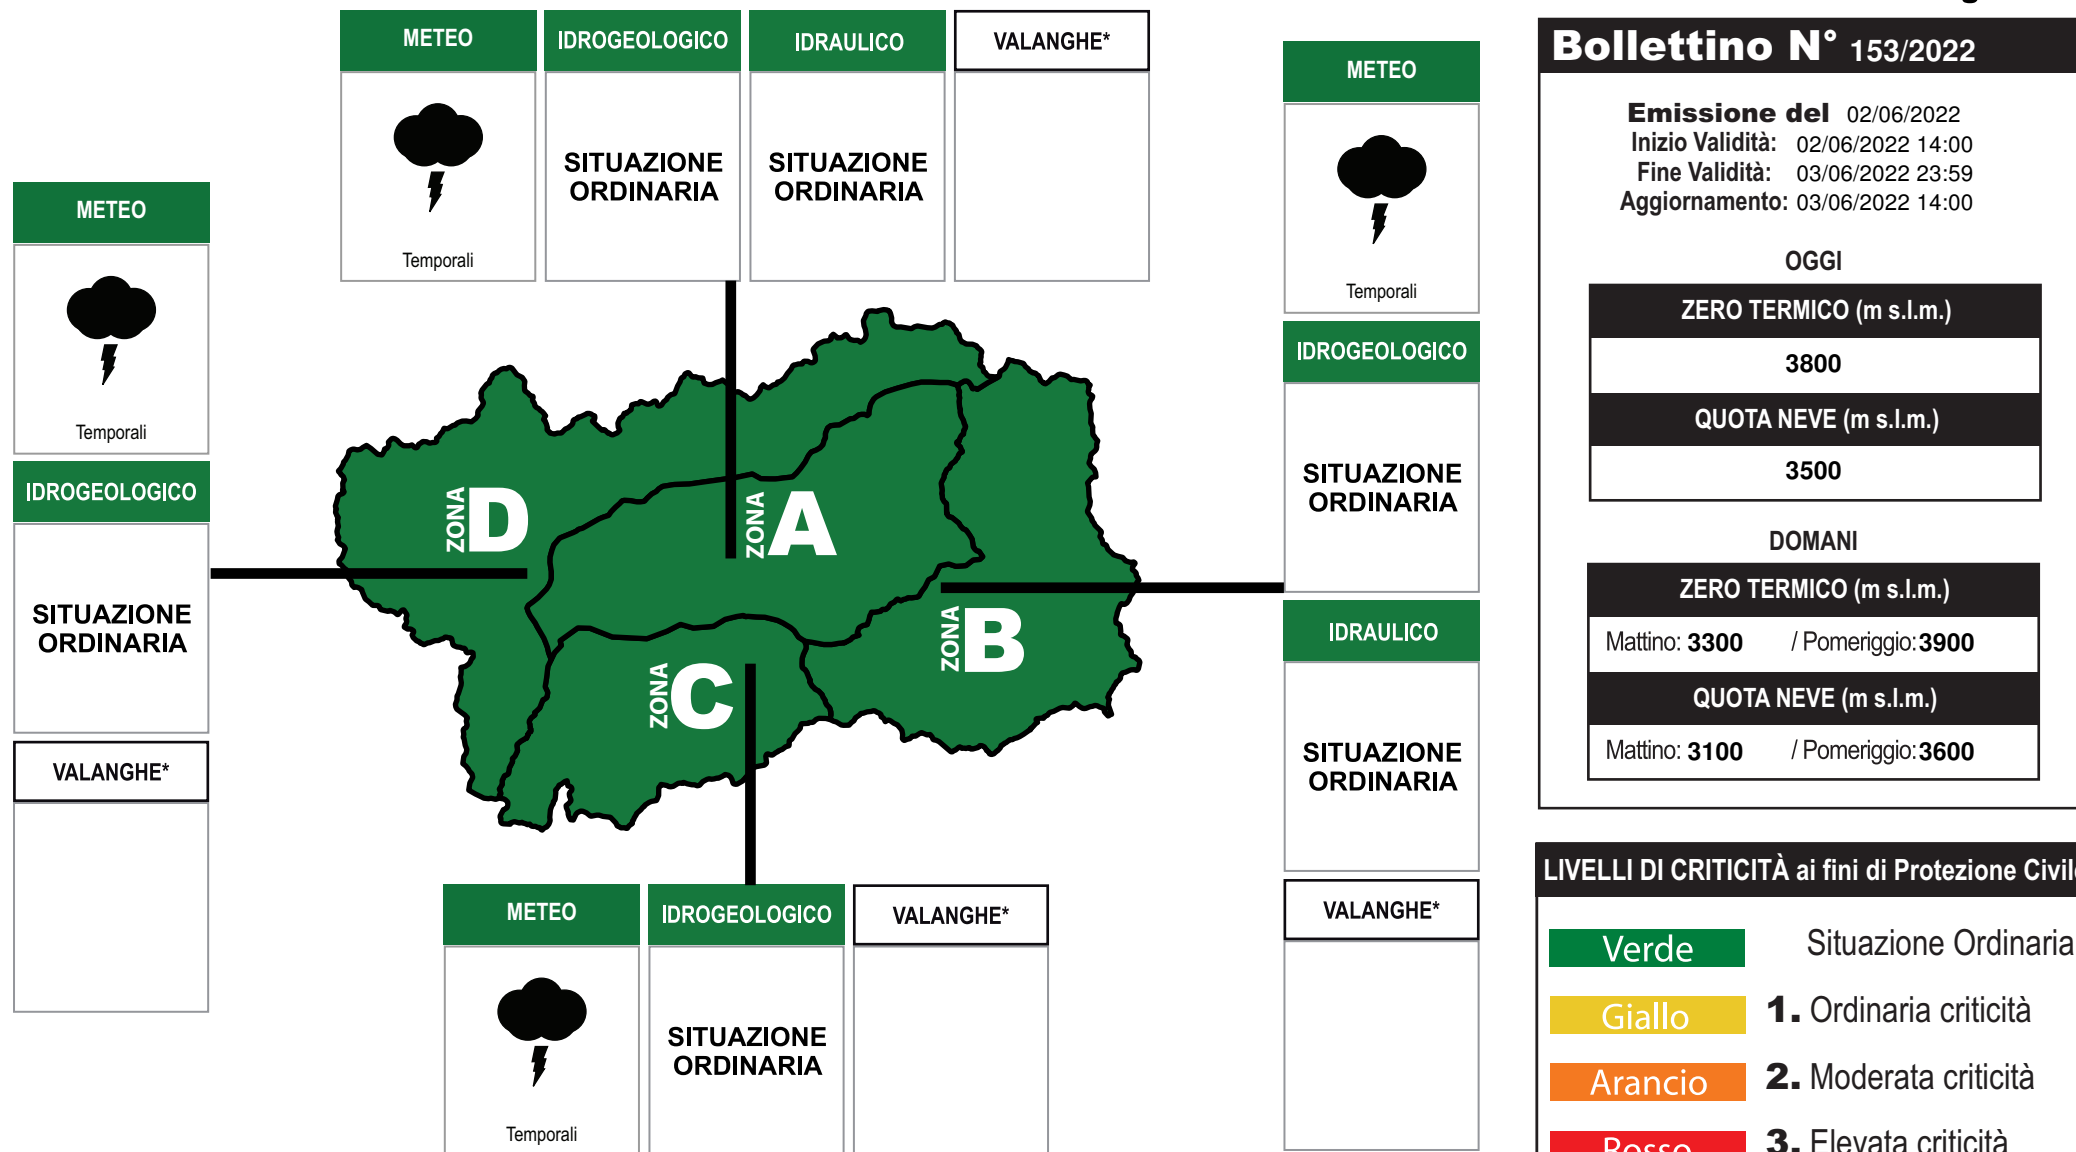 METEO
IDROGEOLOGICO
IDRAULICO
VALANGHE*
Temporali
SITUAZIONE
ORDINARIA
SITUAZIONE
ORDINARIA
METEO
Temporali
IDROGEOLOGICO
SITUAZIONE
ORDINARIA
VALANGHE*
ZONA D
ZONA A
ZONA B
ZONA C
METEO
Temporali
IDROGEOLOGICO
SITUAZIONE
ORDINARIA
IDRAULICO
SITUAZIONE
ORDINARIA
VALANGHE*
METEO
IDROGEOLOGICO
VALANGHE*
Temporali
SITUAZIONE
ORDINARIA
Bollettino N° 153/2022
Emissione del 02/06/2022
Inizio Validità: 02/06/2022 14:00
Fine Validità: 03/06/2022 23:59
Aggiornamento: 03/06/2022 14:00
OGGI
ZERO TERMICO (m s.l.m.)
3800
QUOTA NEVE (m s.l.m.)
3500
DOMANI
ZERO TERMICO (m s.l.m.)
Mattino: 3300 / Pomeriggio: 3900
QUOTA NEVE (m s.l.m.)
Mattino: 3100 / Pomeriggio: 3600
LIVELLI DI CRITICITÀ ai fini di Protezione Civile
Verde Situazione Ordinaria
Giallo 1. Ordinaria criticità
Arancio 2. Moderata criticità
Rosso 3. Elevata criticità